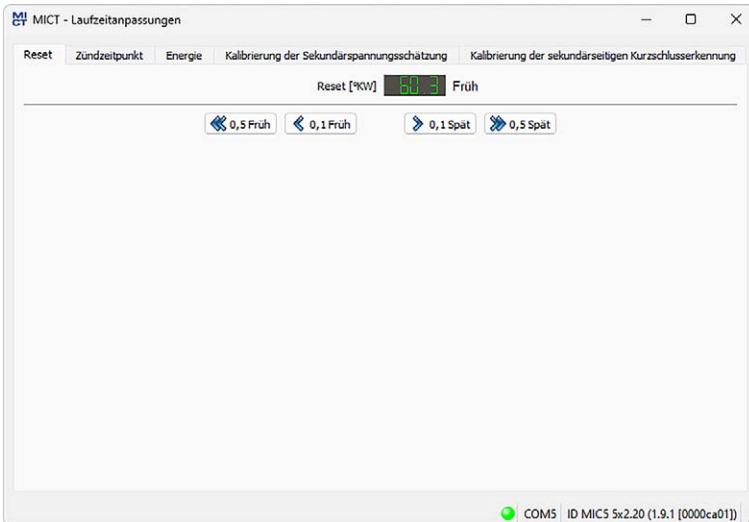 MICT - Laufzeitanpassungen
Reset Zündzeitpunkt Energie Kalibrierung der Sekundärspannungsschätzung Kalibrierung der sekundärseitigen Kurzschlusserkennung
Reset [°KW] 60.3 Früh
0,5 Früh 0,1 Früh 0,1 Spät 0,5 Spät
COM5 ID MIC5 5x2.20 (1.9.1 [0000ca01])